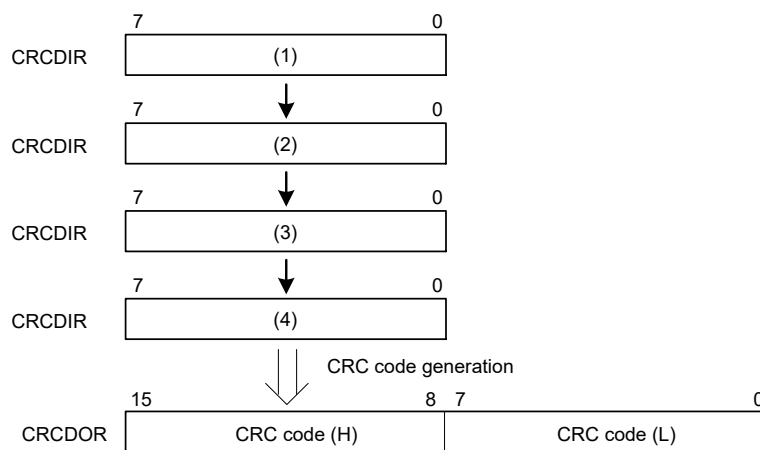 7 0
CRCDIR (1)
7 0
CRCDIR (2)
7 0
CRCDIR (3)
7 0
CRCDIR (4)
CRC code generation
15 8 7 0
CRCDOR CRC code (H) CRC code (L)